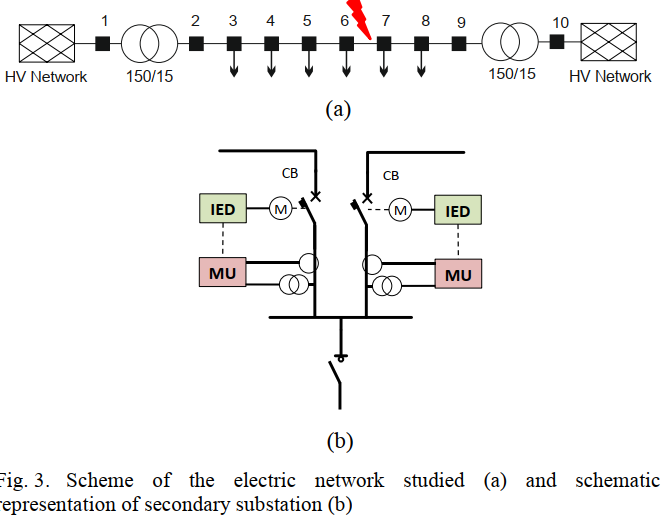 1 2 3 4 5 6 7 8 9 10
HV Network 150/15 150/15 HV Network
(a)
CB CB
IED M M IED
MU MU
(b)
Fig. 3. Scheme of the electric network studied (a) and schematic
representation of secondary substation (b)